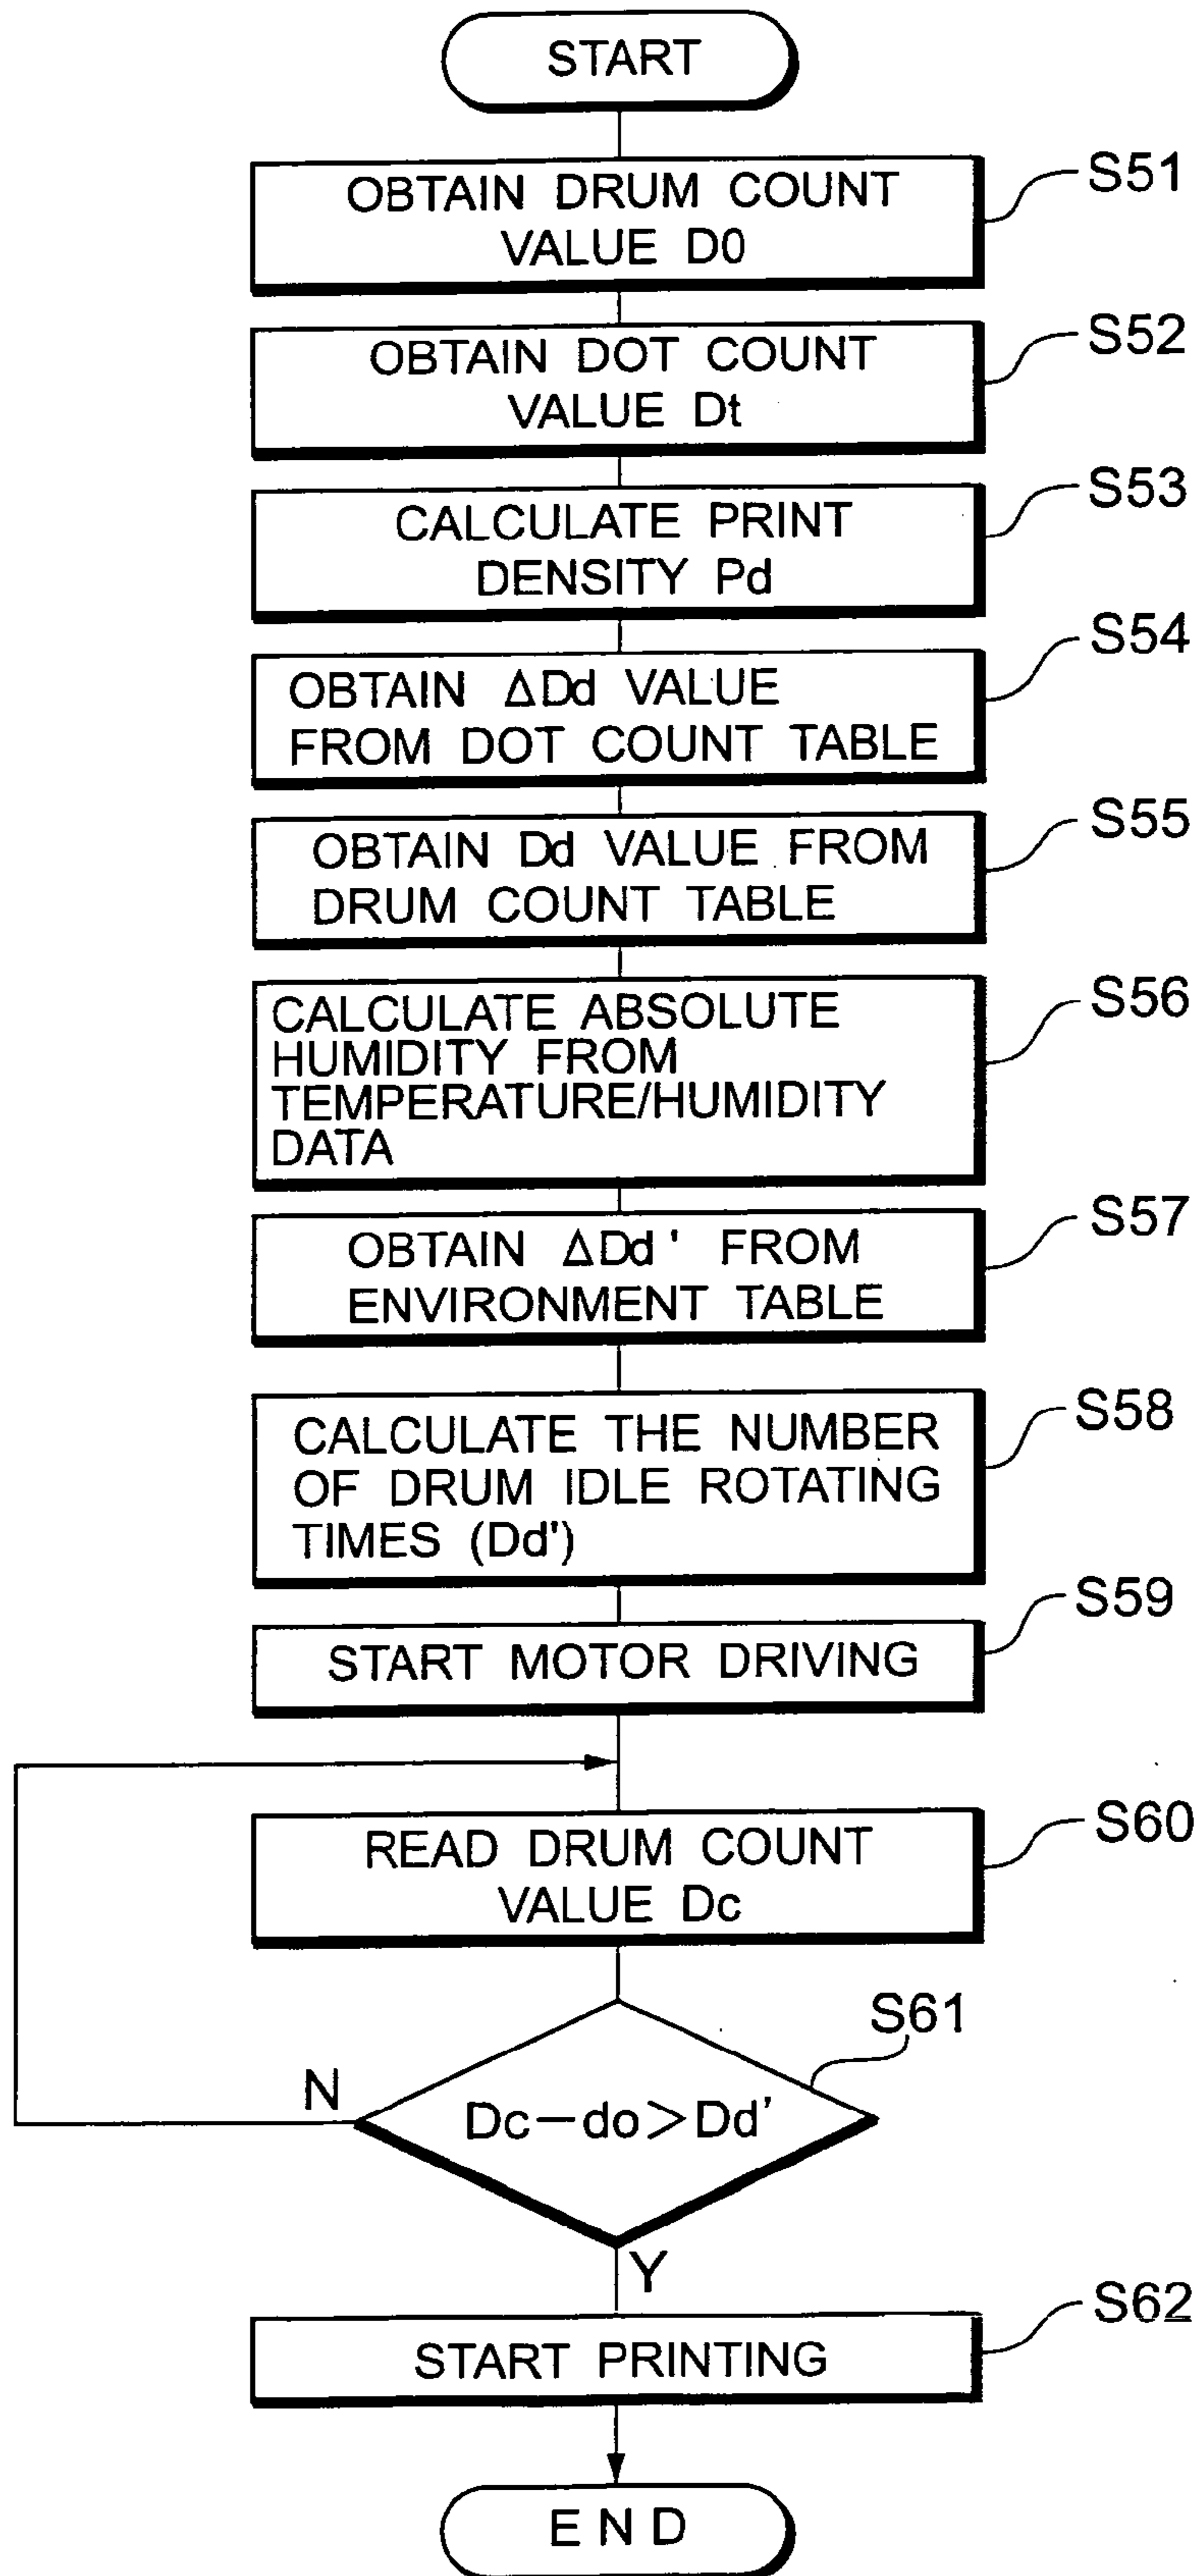 START
OBTAIN DRUM COUNT
VALUE D0
S51
OBTAIN DOT COUNT
VALUE Dt
S52
CALCULATE PRINT
DENSITY Pd
S53
OBTAIN ΔDd VALUE
FROM DOT COUNT TABLE
S54
OBTAIN Dd VALUE FROM
DRUM COUNT TABLE
S55
CALCULATE ABSOLUTE
HUMIDITY FROM
TEMPERATURE/HUMIDITY
DATA
S56
OBTAIN ΔDd' FROM
ENVIRONMENT TABLE
S57
CALCULATE THE NUMBER
OF DRUM IDLE ROTATING
TIMES (Dd')
S58
START MOTOR DRIVING
S59
READ DRUM COUNT
VALUE Dc
S60
S61
N
Dc-do>Dd'
Y
START PRINTING
S62
END